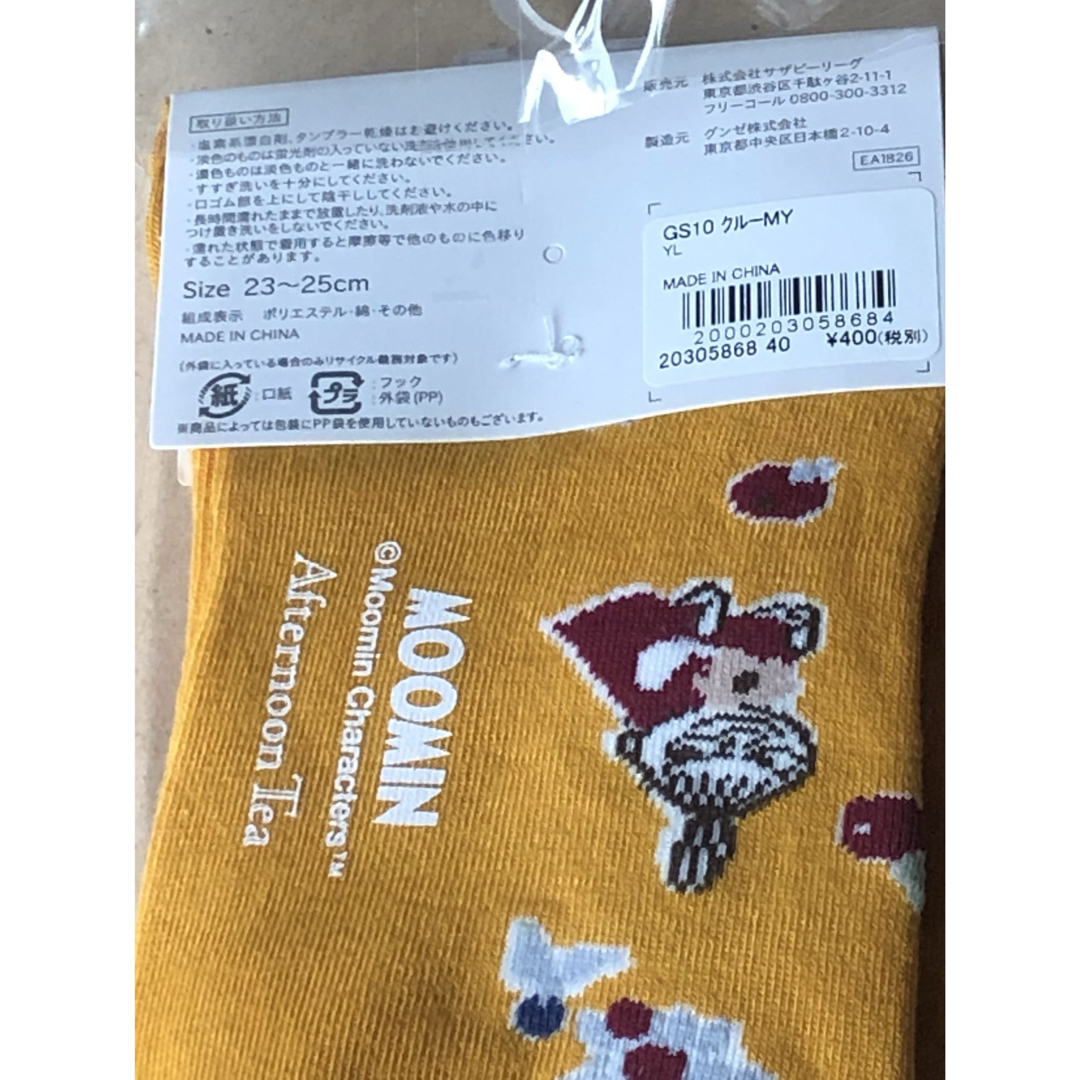 取り扱い方法
・塩素系漂白剤、タンブラー乾燥はお避けください。
・淡色のものは蛍光剤の入っていない洗剤を使用してください。
・濃色ものは淡色ものと一緒に洗わないでください。
・すすぎ洗いを十分にしてください。
・口ゴム部を上にして陰干ししてください。
・長時間濡れたままで放置したり、洗剤液や水の中に
つけ置き洗いをしないでください。
・濡れた状態で着用すると摩擦等で他のものに色移り
することがあります。
Size 23〜25cm
組成表示 ポリエステル・綿・その他
MADE IN CHINA
(外袋に入っている場合のみリサイクル義務対象です)
紙:口紙
プラ:フック
:外袋(PP)
※商品によっては包装にPP袋を使用していないものもございます。
販売元 株式会社サザビーリーグ
東京都渋谷区千駄ヶ谷2-11-1
フリーコール 0800-300-3312
製造元 グンゼ株式会社
東京都中央区日本橋2-10-4
EA1826
GS10 クルーMY
YL
MADE IN CHINA
2000203058684
20305868 40 ¥400(税別)
MOOMIN
©Moomin Characters™
Afternoon Tea